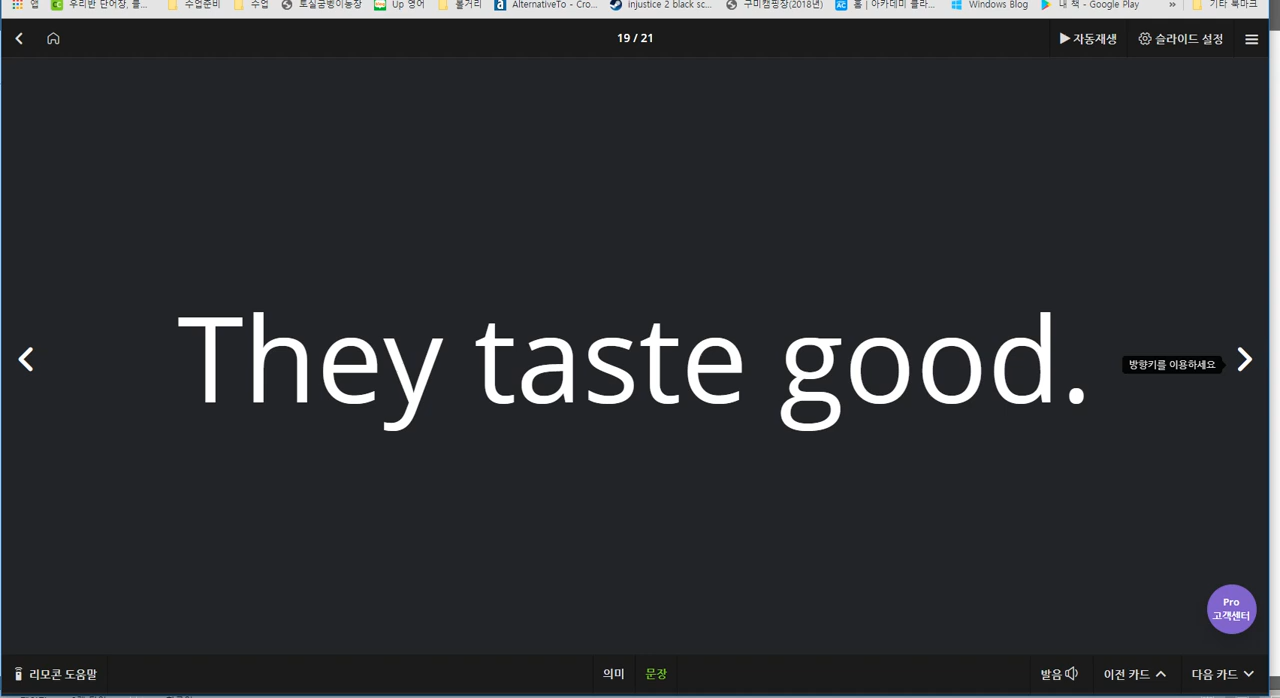 앱 우리반 단어장, 클... 수업준비 수업 토실굼벵이농장 Up 영어 볼거리 AlternativeTo - Cro... injustice 2 black sc... 구미캠핑장(2018년) 홈 | 아카데미 클라... Windows Blog 내 책 - Google Play » 기타 북마크
19 / 21 자동재생 슬라이드 설정
They taste good.
방향키를 이용하세요
Pro
고객센터
리모콘 도움말 의미 문장 발음 이전 카드 다음 카드